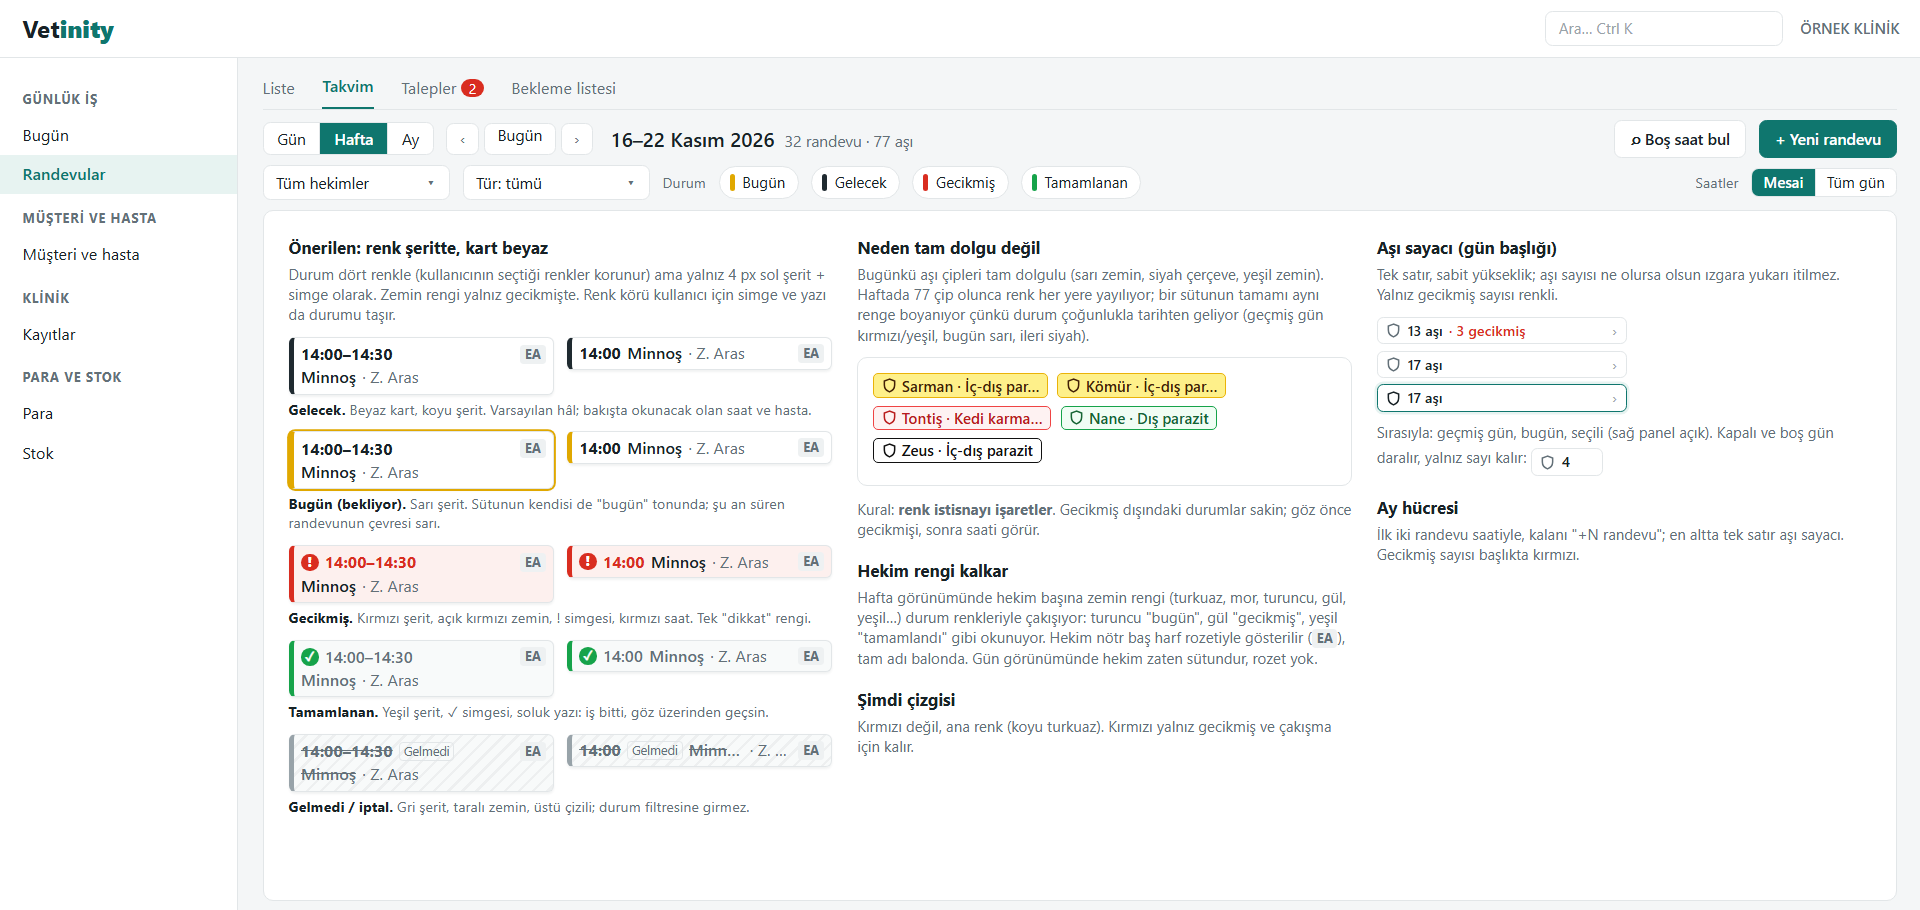 Vetinity
Ara... Ctrl K
ÖRNEK KLİNİK
GÜNLÜK İŞ
Bugün
Randevular
MÜŞTERİ VE HASTA
Müşteri ve hasta
KLİNİK
Kayıtlar
PARA VE STOK
Para
Stok
Liste
Takvim
Talepler 2
Bekleme listesi
Gün
Hafta
Ay
‹
Bugün
›
16–22 Kasım 2026
32 randevu · 77 aşı
⌕ Boş saat bul
+ Yeni randevu
Tüm hekimler
Tür: tümü
Durum
Bugün
Gelecek
Gecikmiş
Tamamlanan
Saatler
Mesai
Tüm gün
Önerilen: renk şeritte, kart beyaz
Durum dört renkle (kullanıcının seçtiği renkler korunur) ama yalnız 4 px sol şerit +
simge olarak. Zemin rengi yalnız gecikmişte. Renk körü kullanıcı için simge ve yazı
da durumu taşır.
14:00–14:30 EA
Minnoş · Z. Aras
14:00 Minnoş · Z. Aras EA
Gelecek. Beyaz kart, koyu şerit. Varsayılan hâl; bakışta okunacak olan saat ve hasta.
14:00–14:30 EA
Minnoş · Z. Aras
14:00 Minnoş · Z. Aras EA
Bugün (bekliyor). Sarı şerit. Sütunun kendisi de "bugün" tonunda; şu an süren
randevunun çevresi sarı.
! 14:00–14:30 EA
Minnoş · Z. Aras
! 14:00 Minnoş · Z. Aras EA
Gecikmiş. Kırmızı şerit, açık kırmızı zemin, ! simgesi, kırmızı saat. Tek "dikkat" rengi.
✓ 14:00–14:30 EA
Minnoş · Z. Aras
✓ 14:00 Minnoş · Z. Aras EA
Tamamlanan. Yeşil şerit, ✓ simgesi, soluk yazı: iş bitti, göz üzerinden geçsin.
14:00–14:30 Gelmedi EA
Minnoş · Z. Aras
14:00 Gelmedi Minn... · Z. ... EA
Gelmedi / iptal. Gri şerit, taralı zemin, üstü çizili; durum filtresine girmez.
Neden tam dolgu değil
Bugünkü aşı çipleri tam dolgulu (sarı zemin, siyah çerçeve, yeşil zemin).
Haftada 77 çip olunca renk her yere yayılıyor; bir sütunun tamamı aynı
renge boyanıyor çünkü durum çoğunlukla tarihten geliyor (geçmiş gün
kırmızı/yeşil, bugün sarı, ileri siyah).
Sarman · İç-dış par...
Kömür · İç-dış par...
Tontiş · Kedi karma...
Nane · Dış parazit
Zeus · İç-dış parazit
Kural: renk istisnayı işaretler. Gecikmiş dışındaki durumlar sakin; göz önce
gecikmişi, sonra saati görür.
Hekim rengi kalkar
Hafta görünümünde hekim başına zemin rengi (turkuaz, mor, turuncu, gül,
yeşil...) durum renkleriyle çakışıyor: turuncu "bugün", gül "gecikmiş", yeşil
"tamamlandı" gibi okunuyor. Hekim nötr baş harf rozetiyle gösterilir ( EA ),
tam adı balonda. Gün görünümünde hekim zaten sütundur, rozet yok.
Şimdi çizgisi
Kırmızı değil, ana renk (koyu turkuaz). Kırmızı yalnız gecikmiş ve çakışma
için kalır.
Aşı sayacı (gün başlığı)
Tek satır, sabit yükseklik; aşı sayısı ne olursa olsun ızgara yukarı itilmez.
Yalnız gecikmiş sayısı renkli.
13 aşı · 3 gecikmiş ›
17 aşı ›
17 aşı ›
Sırasıyla: geçmiş gün, bugün, seçili (sağ panel açık). Kapalı ve boş gün
daralır, yalnız sayı kalır: 4
Ay hücresi
İlk iki randevu saatiyle, kalanı "+N randevu"; en altta tek satır aşı sayacı.
Gecikmiş sayısı başlıkta kırmızı.